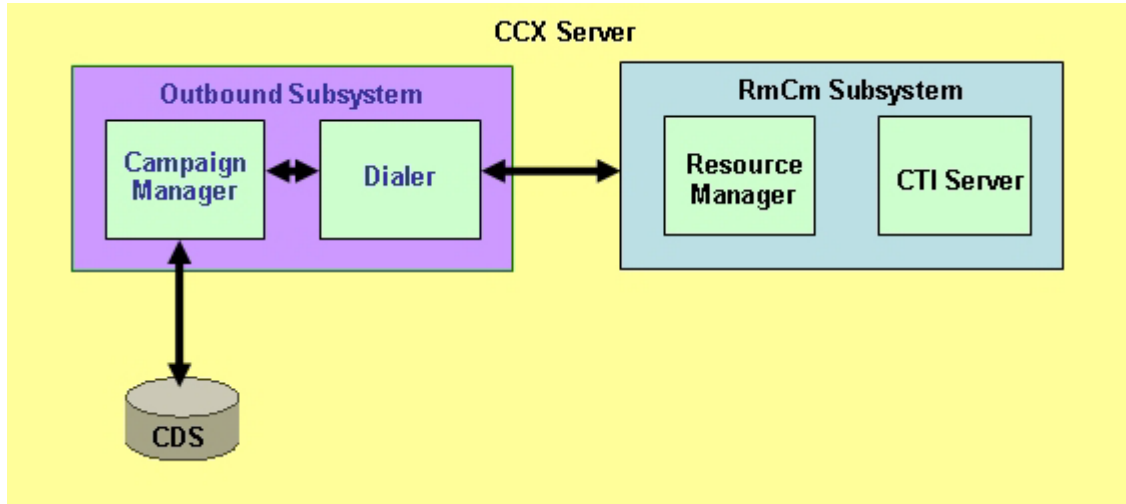 CCX Server
Outbound Subsystem
Campaign
Manager
Dialer
RmCm Subsystem
Resource
Manager
CTI Server
CDS